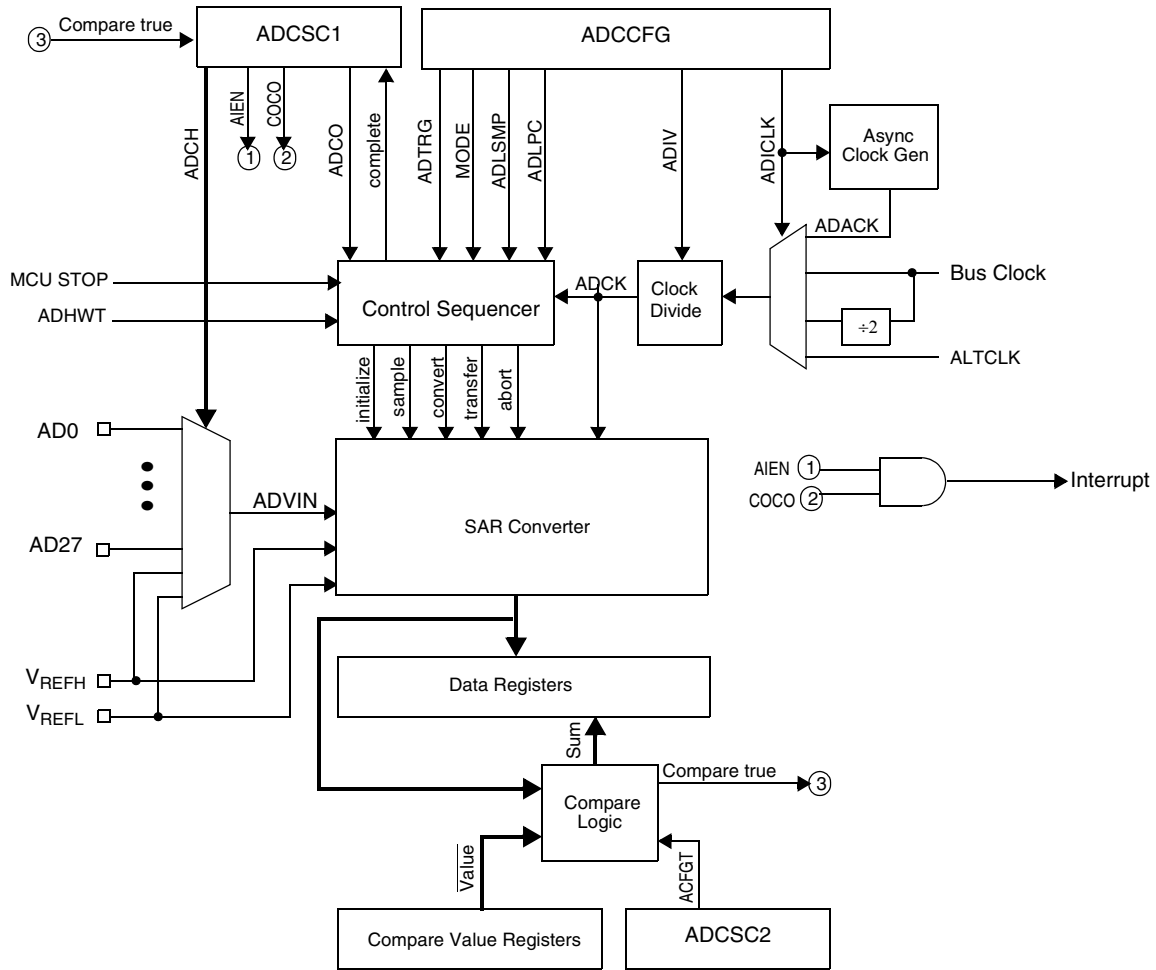 3 Compare true
ADCSC1
ADCCFG
ADCH
AIEN
COCO
ADCO
complete
ADTRG
MODE
ADLSMP
ADLPC
ADIV
ADICLK
Async
Clock Gen
1
2
ADACK
MCU STOP
ADHWT
Control Sequencer
ADCK
Clock
Divide
Bus Clock
÷2
ALTCLK
initialize
sample
convert
transfer
abort
AD0
AD27
ADVIN
SAR Converter
AIEN 1
COCO 2
Interrupt
VREFH
VREFL
Data Registers
Sum
Compare true 3
Compare
Logic
Value
ACFGT
Compare Value Registers
ADCSC2